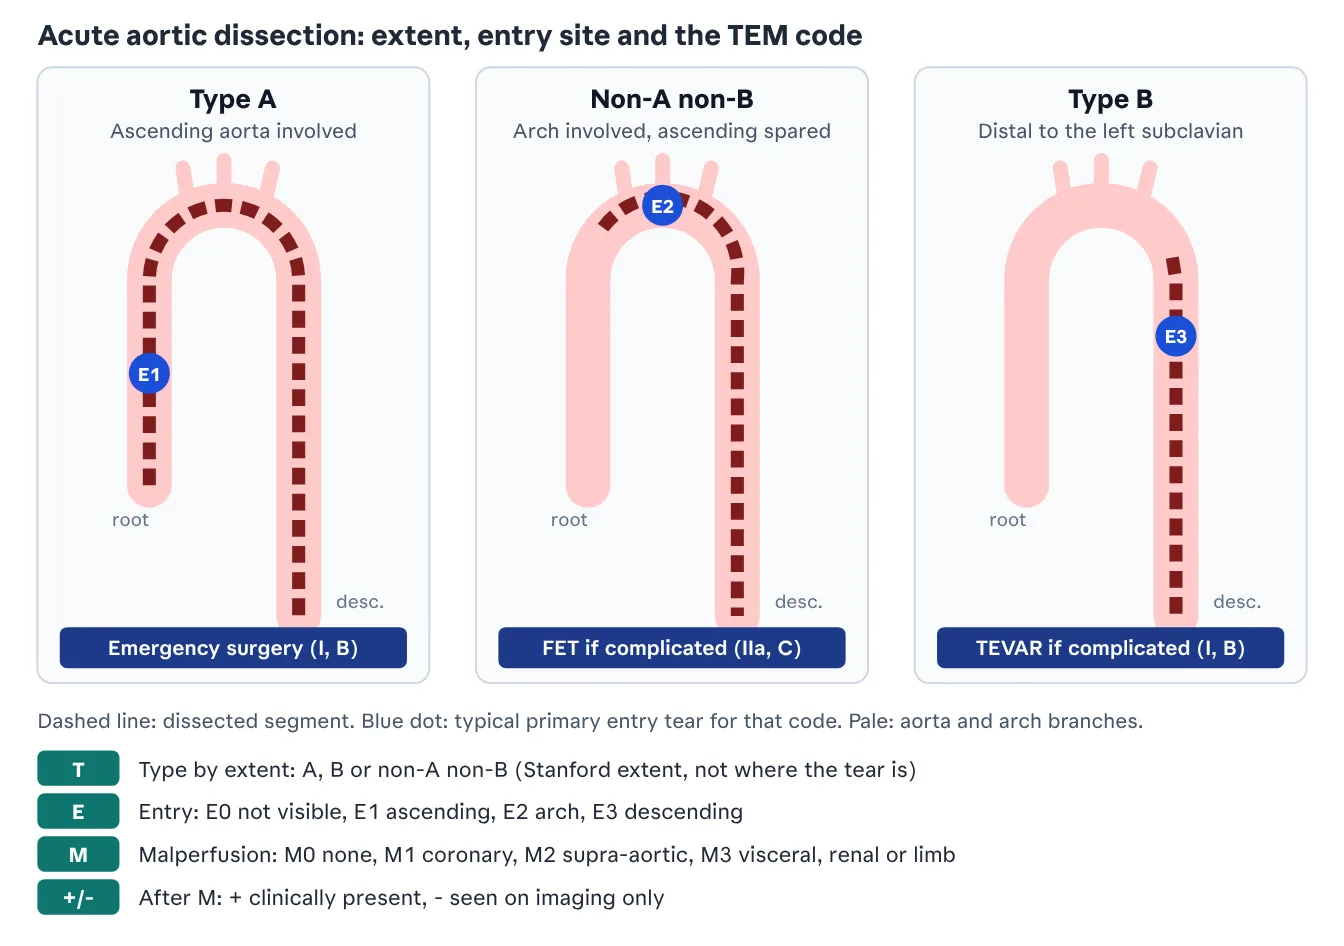 Acute aortic dissection: extent, entry site and the TEM code
Type A
Ascending aorta involved
E1
root
desc.
Emergency surgery (I, B)
Non-A non-B
Arch involved, ascending spared
E2
root
desc.
FET if complicated (IIa, C)
Type B
Distal to the left subclavian
E3
root
desc.
TEVAR if complicated (I, B)
Dashed line: dissected segment. Blue dot: typical primary entry tear for that code. Pale: aorta and arch branches.
T Type by extent: A, B or non-A non-B (Stanford extent, not where the tear is)
E Entry: E0 not visible, E1 ascending, E2 arch, E3 descending
M Malperfusion: M0 none, M1 coronary, M2 supra-aortic, M3 visceral, renal or limb
+/- After M: + clinically present, - seen on imaging only